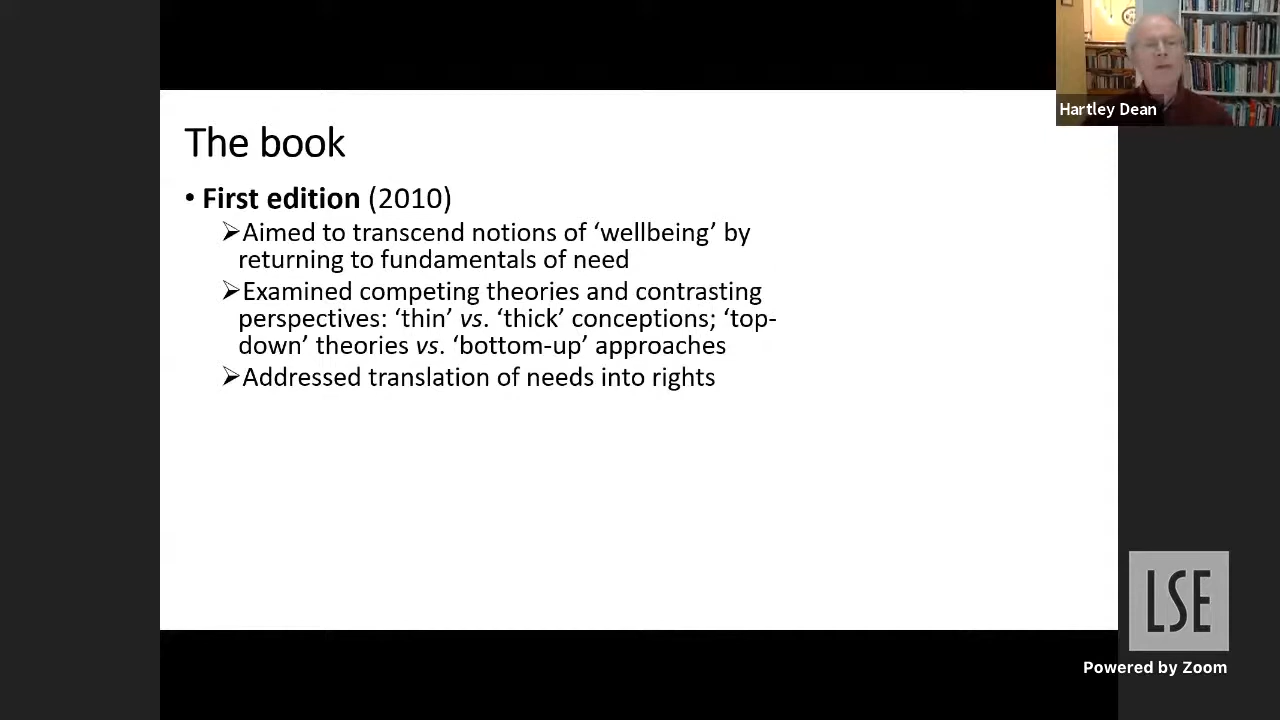 The book
• First edition (2010)
➢Aimed to transcend notions of ‘wellbeing’ by
returning to fundamentals of need
➢Examined competing theories and contrasting
perspectives: ‘thin’ vs. ‘thick’ conceptions; ‘top-
down’ theories vs. ‘bottom-up’ approaches
➢Addressed translation of needs into rights
Hartley Dean
LSE
Powered by Zoom